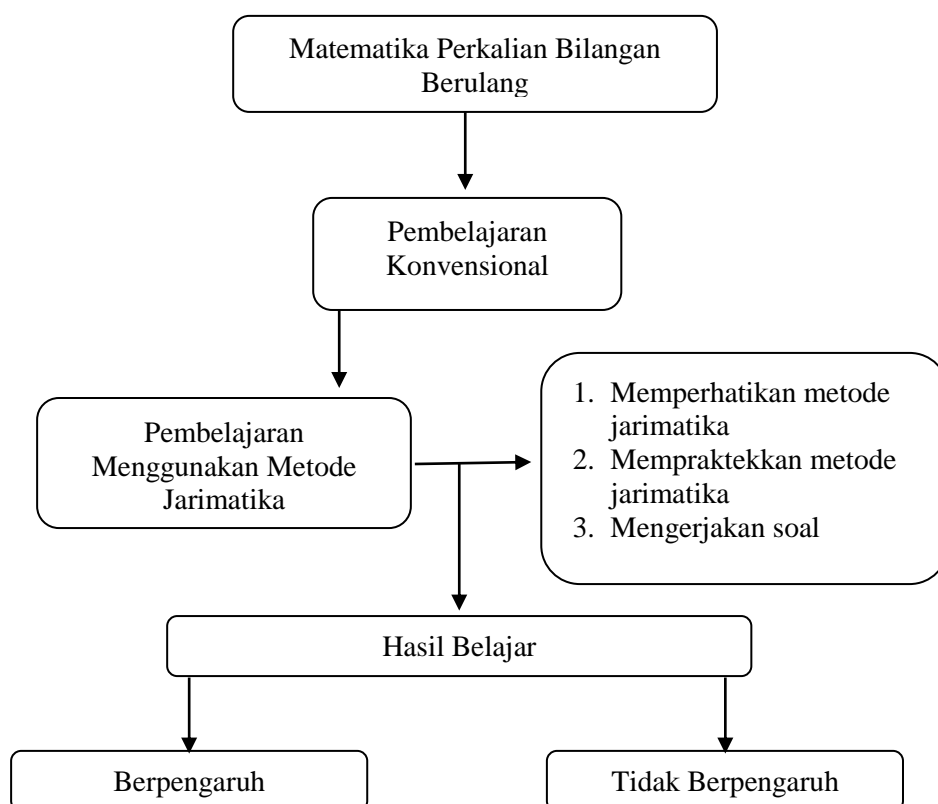 Matematika Perkalian Bilangan
Berulang
Pembelajaran
Konvensional
Pembelajaran
Menggunakan Metode
Jarimatika
1. Memperhatikan metode
jarimatika
2. Mempraktekkan metode
jarimatika
3. Mengerjakan soal
Hasil Belajar
Berpengaruh
Tidak Berpengaruh